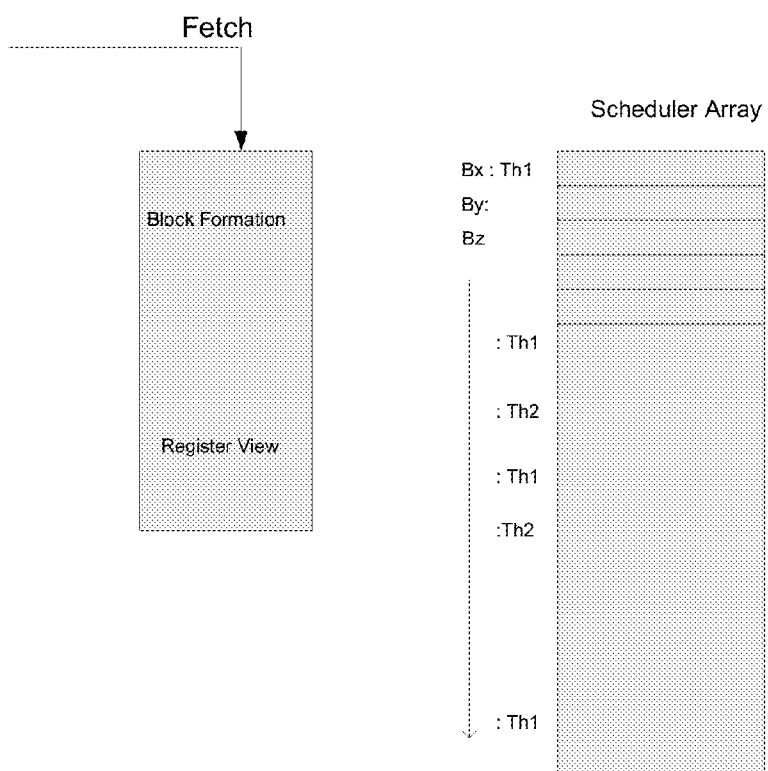 Fetch
Scheduler Array
Bx : Th1
By:
Bz
Block Formation
: Th1
: Th2
Register View
: Th1
:Th2
: Th1